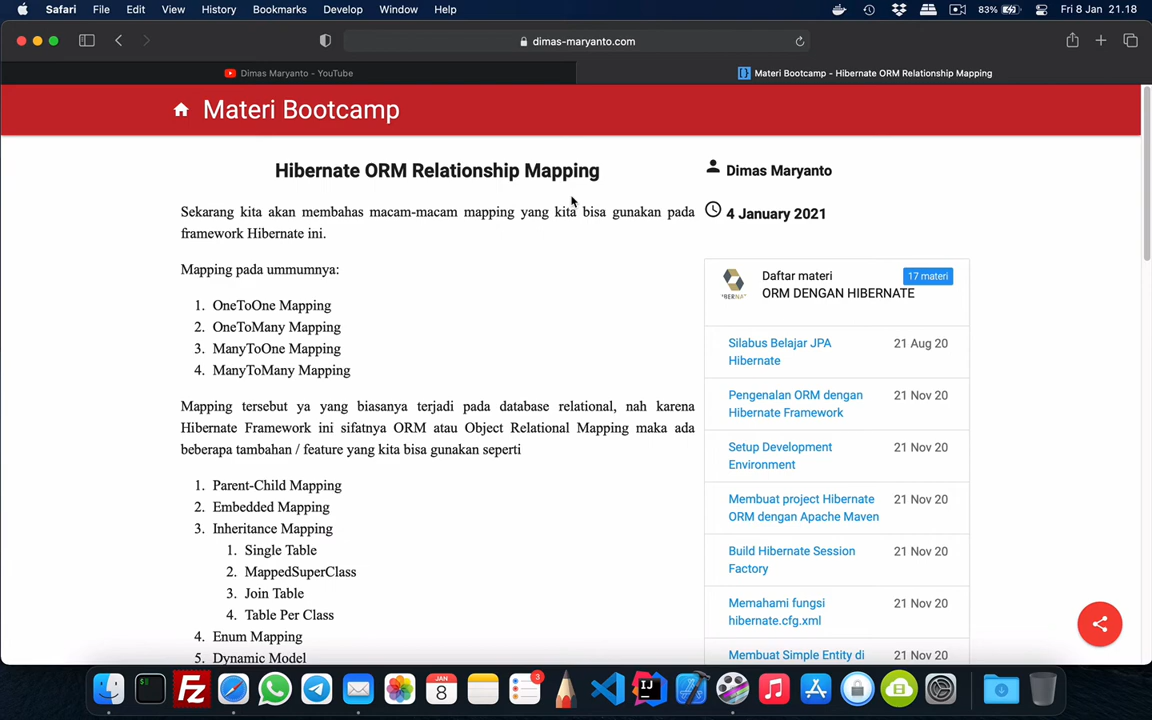 Safari File Edit View History Bookmarks Develop Window Help 83% Fri 8 Jan 21.18
dimas-maryanto.com
Dimas Maryanto - YouTube
Materi Bootcamp - Hibernate ORM Relationship Mapping
Materi Bootcamp
Hibernate ORM Relationship Mapping
Sekarang kita akan membahas macam-macam mapping yang kita bisa gunakan pada
framework Hibernate ini.
Mapping pada ummumnya:
1. OneToOne Mapping
2. OneToMany Mapping
3. ManyToOne Mapping
4. ManyToMany Mapping
Mapping tersebut ya yang biasanya terjadi pada database relational, nah karena
Hibernate Framework ini sifatnya ORM atau Object Relational Mapping maka ada
beberapa tambahan / feature yang kita bisa gunakan seperti
1. Parent-Child Mapping
2. Embedded Mapping
3. Inheritance Mapping
1. Single Table
2. MappedSuperClass
3. Join Table
4. Table Per Class
4. Enum Mapping
5. Dynamic Model
Dimas Maryanto
4 January 2021
Daftar materi 17 materi
ORM DENGAN HIBERNATE
Silabus Belajar JPA 21 Aug 20
Hibernate
Pengenalan ORM dengan 21 Nov 20
Hibernate Framework
Setup Development 21 Nov 20
Environment
Membuat project Hibernate 21 Nov 20
ORM dengan Apache Maven
Build Hibernate Session 21 Nov 20
Factory
Memahami fungsi 21 Nov 20
hibernate.cfg.xml
Membuat Simple Entity di 21 Nov 20
JAN
8
3
IJ